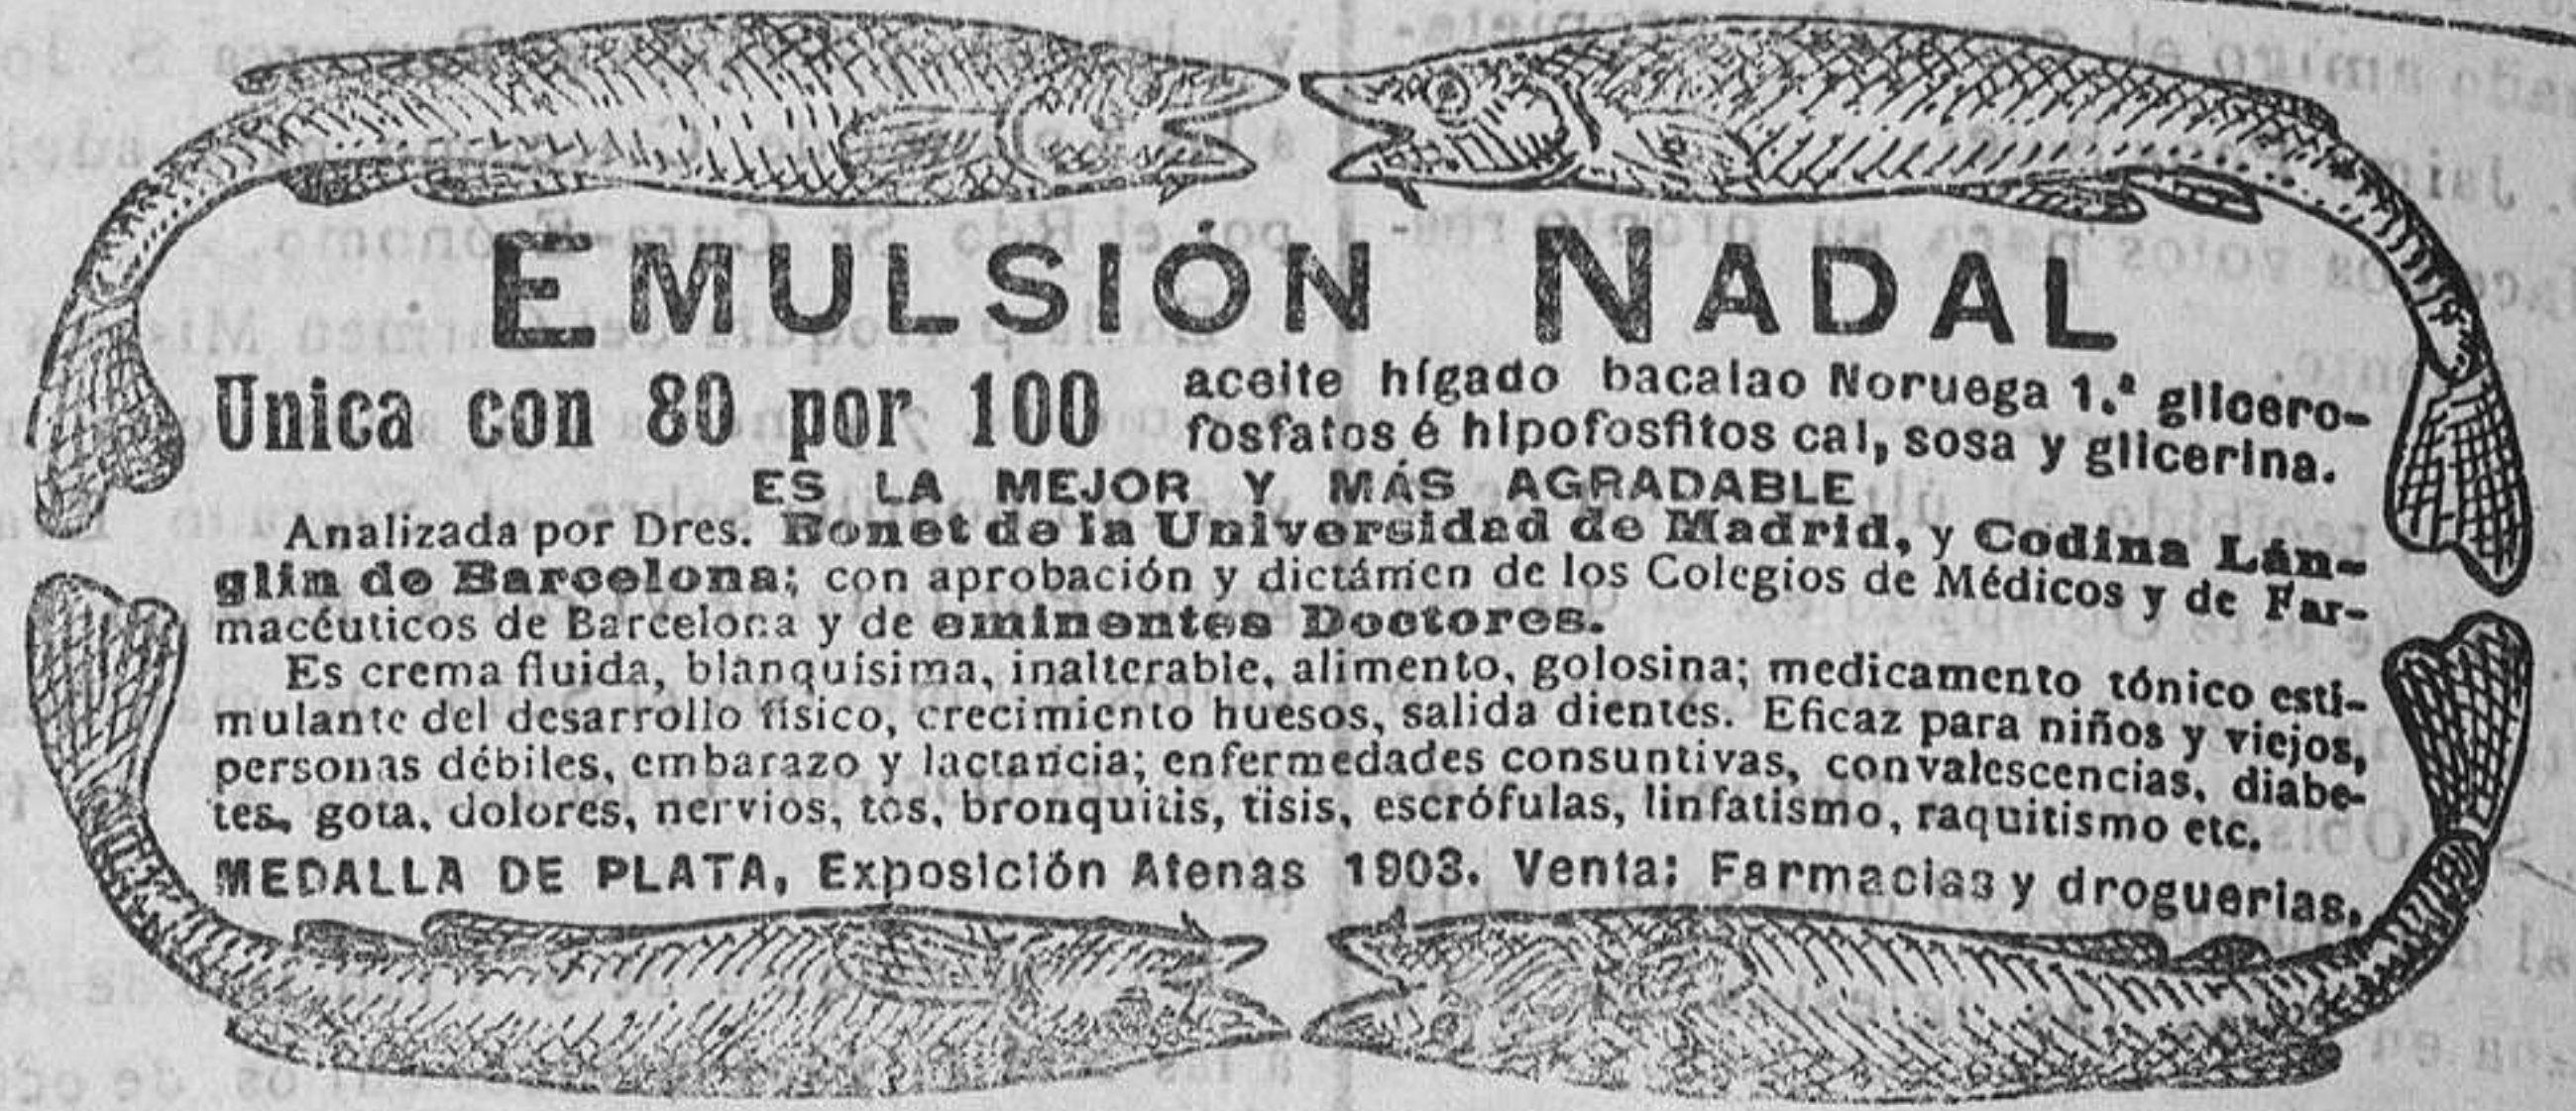 EMULSIÓN NADAL
Unica con 80 por 100 aceite hígado bacalao Noruega 1.ª glicero-
fosfatos é hipofosfitos cal, sosa y glicerina.
ES LA MEJOR Y MÁS AGRADABLE
Analizada por Dres. Bonet de la Universidad de Madrid, y Codina Lán-
glin de Barcelona; con aprobación y dictámen de los Colegios de Médicos y de Far-
macéuticos de Barcelona y de eminentes Doctores.
Es crema fluida, blanquísima, inalterable, alimento, golosina; medicamento tónico esti-
mulante del desarrollo físico, crecimiento huesos, salida dientes. Eficaz para niños y viejos,
personas débiles, embarazo y lactancia; enfermedades consuntivas, convalescencias, diabe-
tes, gota, dolores, nervios, tos, bronquitis, tisis, escrófulas, linfatismo, raquitismo etc.
MEDALLA DE PLATA, Exposición Atenas 1903. Venta: Farmacias y droguerias.